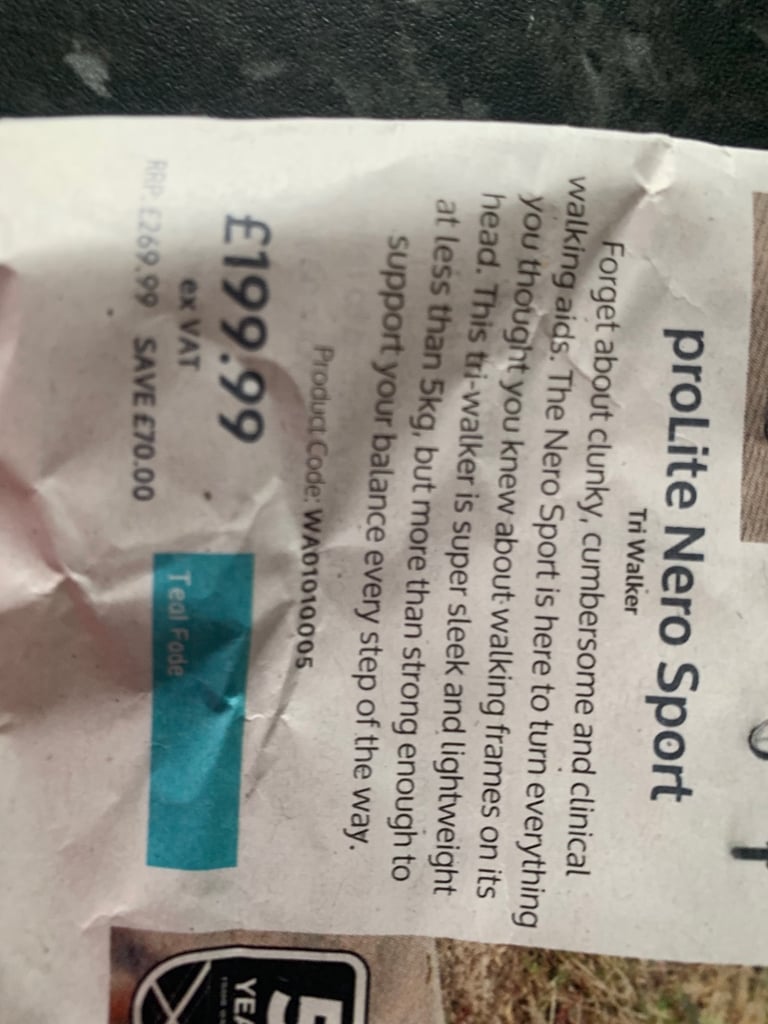 proLite Nero Sport
Tri Walker
Forget about clunky, cumbersome and clinical
walking aids. The Nero Sport is here to turn everything
you thought you knew about walking frames on its
head. This tri-walker is super sleek and lightweight
at less than 5kg, but more than strong enough to
support your balance every step of the way.
Product Code: WA01010005
£199.99
ex VAT
RRP £269.99 SAVE £70.00
Teal Fade
5
YEA